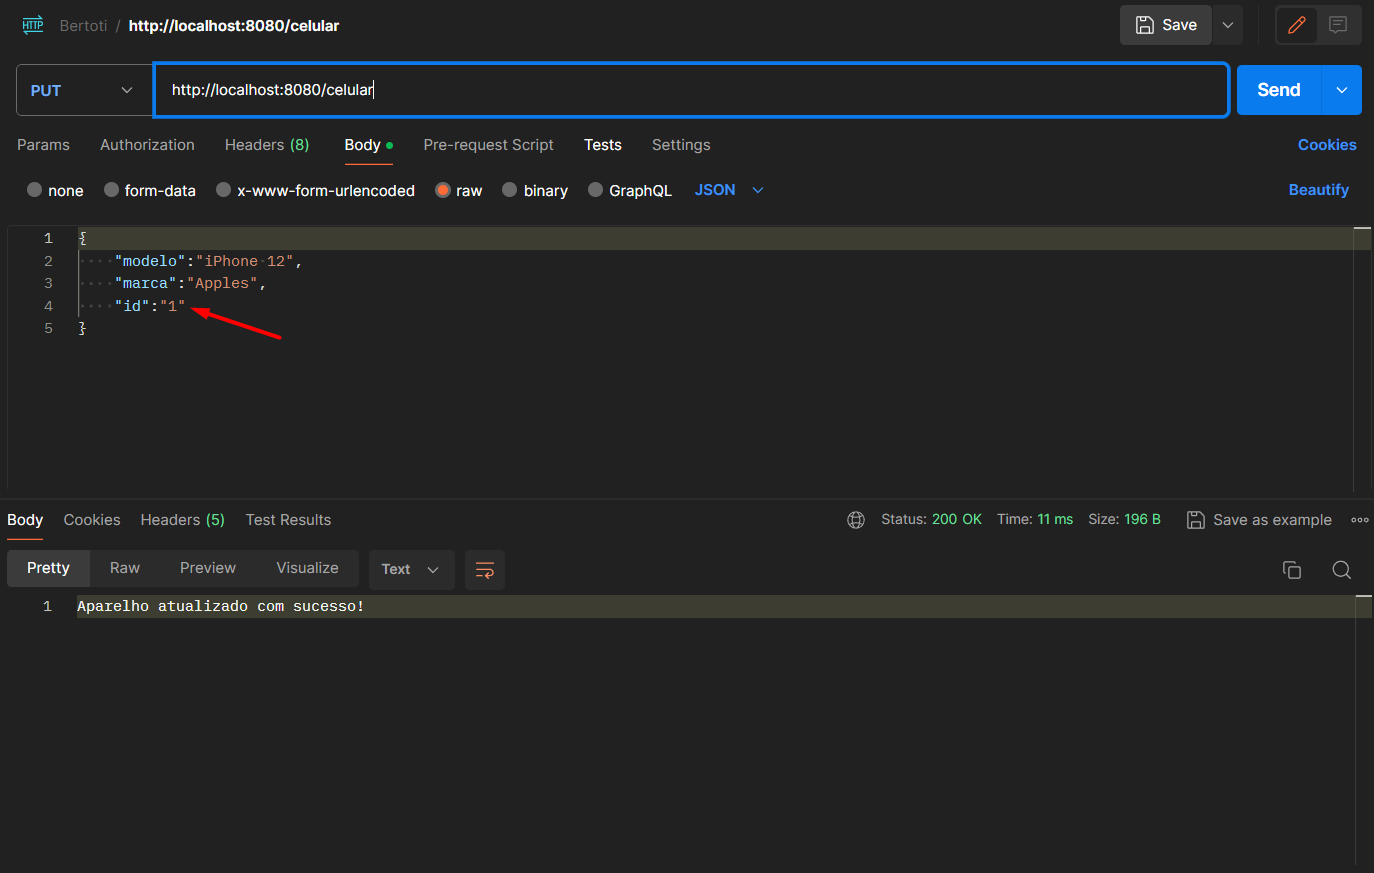 HTTP Bertoti / http://localhost:8080/celular Save
PUT http://localhost:8080/celular Send
Params Authorization Headers (8) Body Pre-request Script Tests Settings Cookies
none form-data x-www-form-urlencoded raw binary GraphQL JSON Beautify
1 {
2 ····"modelo":"iPhone·12",
3 ····"marca":"Apples",
4 ····"id":"1"
5 }
Body Cookies Headers (5) Test Results Status: 200 OK Time: 11 ms Size: 196 B Save as example
Pretty Raw Preview Visualize Text
1 Aparelho atualizado com sucesso!